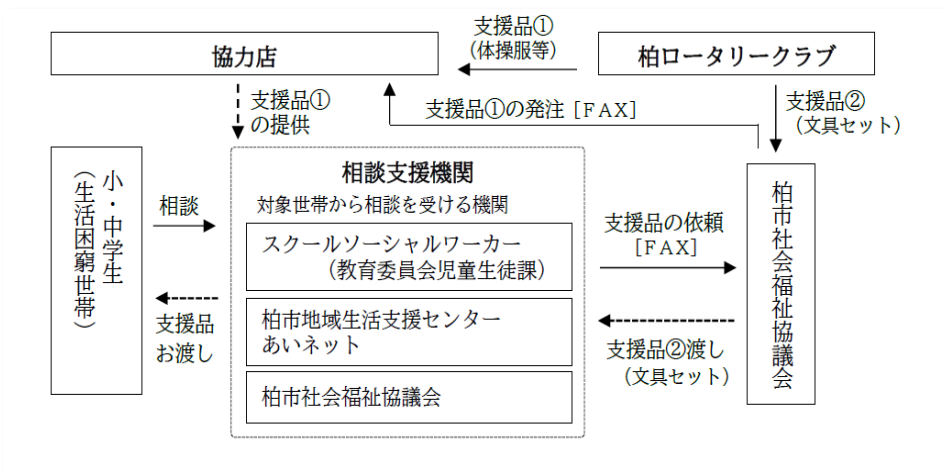 協力店
支援品①
(体操服等)
柏ロータリークラブ
支援品①
の提供
支援品①の発注 [FAX]
支援品②
(文具セット)
小・中学生
(生活困窮世帯)
相談
支援品
お渡し
相談支援機関
対象世帯から相談を受ける機関
スクールソーシャルワーカー
(教育委員会児童生徒課)
柏市地域生活支援センター
あいネット
柏市社会福祉協議会
支援品の依頼
[FAX]
支援品②渡し
(文具セット)
柏市社会福祉協議会